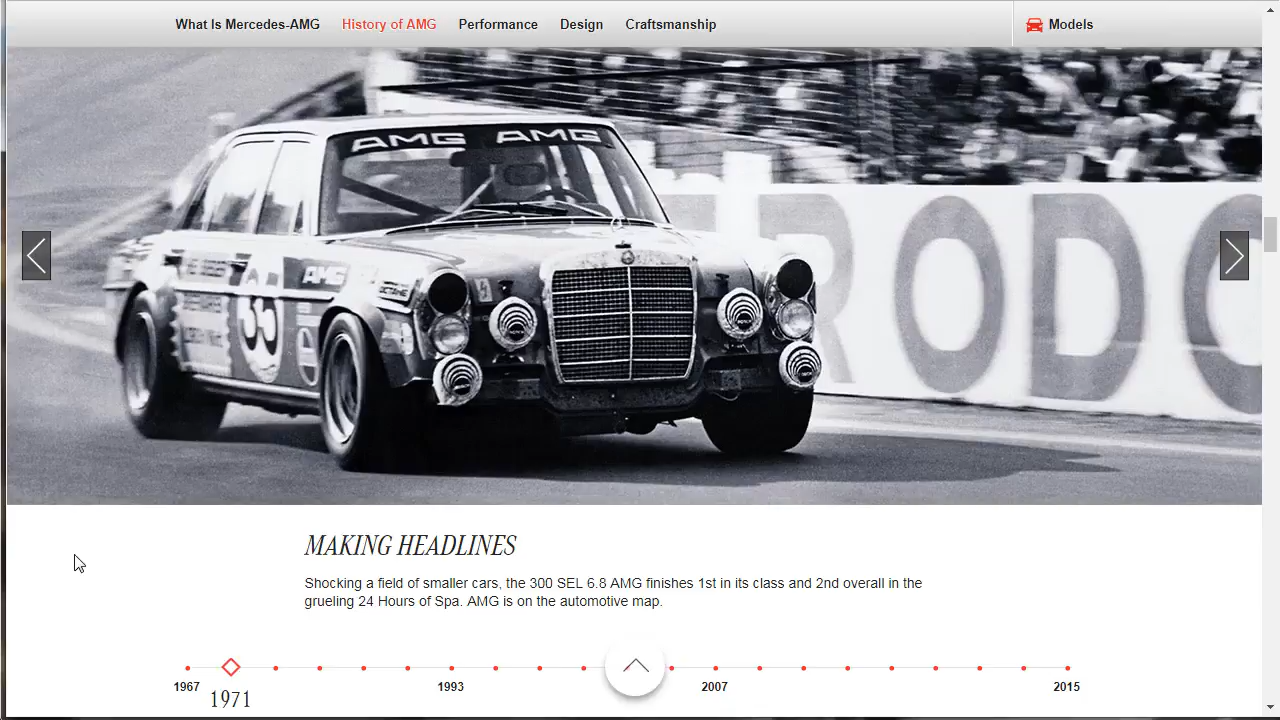 What Is Mercedes-AMG History of AMG Performance Design Craftsmanship Models
AMG AMG
AMG
35
RODO
MAKING HEADLINES
Shocking a field of smaller cars, the 300 SEL 6.8 AMG finishes 1st in its class and 2nd overall in the
grueling 24 Hours of Spa. AMG is on the automotive map.
1967 1971 1993 2007 2015